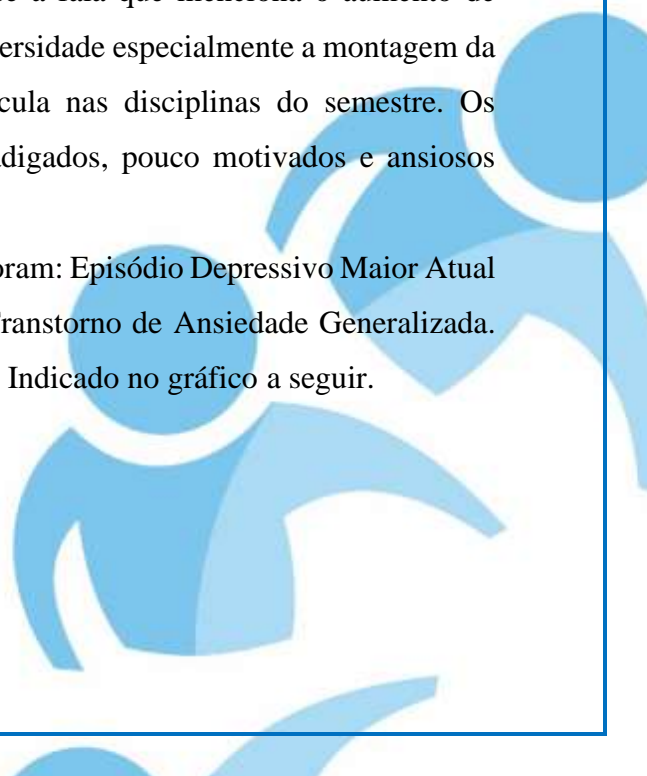 a fala que menciona o aumento de
ersidade especialmente a montagem da
cula nas disciplinas do semestre. Os
digados, pouco motivados e ansiosos
oram: Episódio Depressivo Maior Atual
ranstorno de Ansiedade Generalizada.
Indicado no gráfico a seguir.